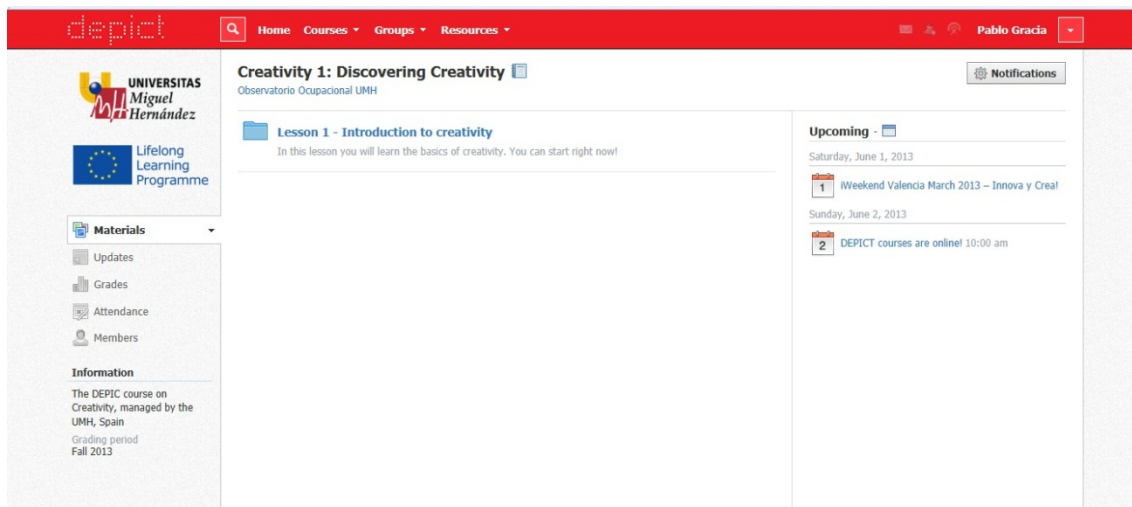 depict
Home Courses Groups Resources
Pablo Gracia
UNIVERSITAS
Miguel
Hernández
Lifelong
Learning
Programme
Materials
Updates
Grades
Attendance
Members
Information
The DEPIC course on
Creativity, managed by the
UMH, Spain
Grading period
Fall 2013
Creativity 1: Discovering Creativity
Observatorio Ocupacional UMH
Notifications
Lesson 1 - Introduction to creativity
In this lesson you will learn the basics of creativity. You can start right now!
Upcoming -
Saturday, June 1, 2013
1 iWeekend Valencia March 2013 – Innova y Crea!
Sunday, June 2, 2013
2 DEPICT courses are online! 10:00 am